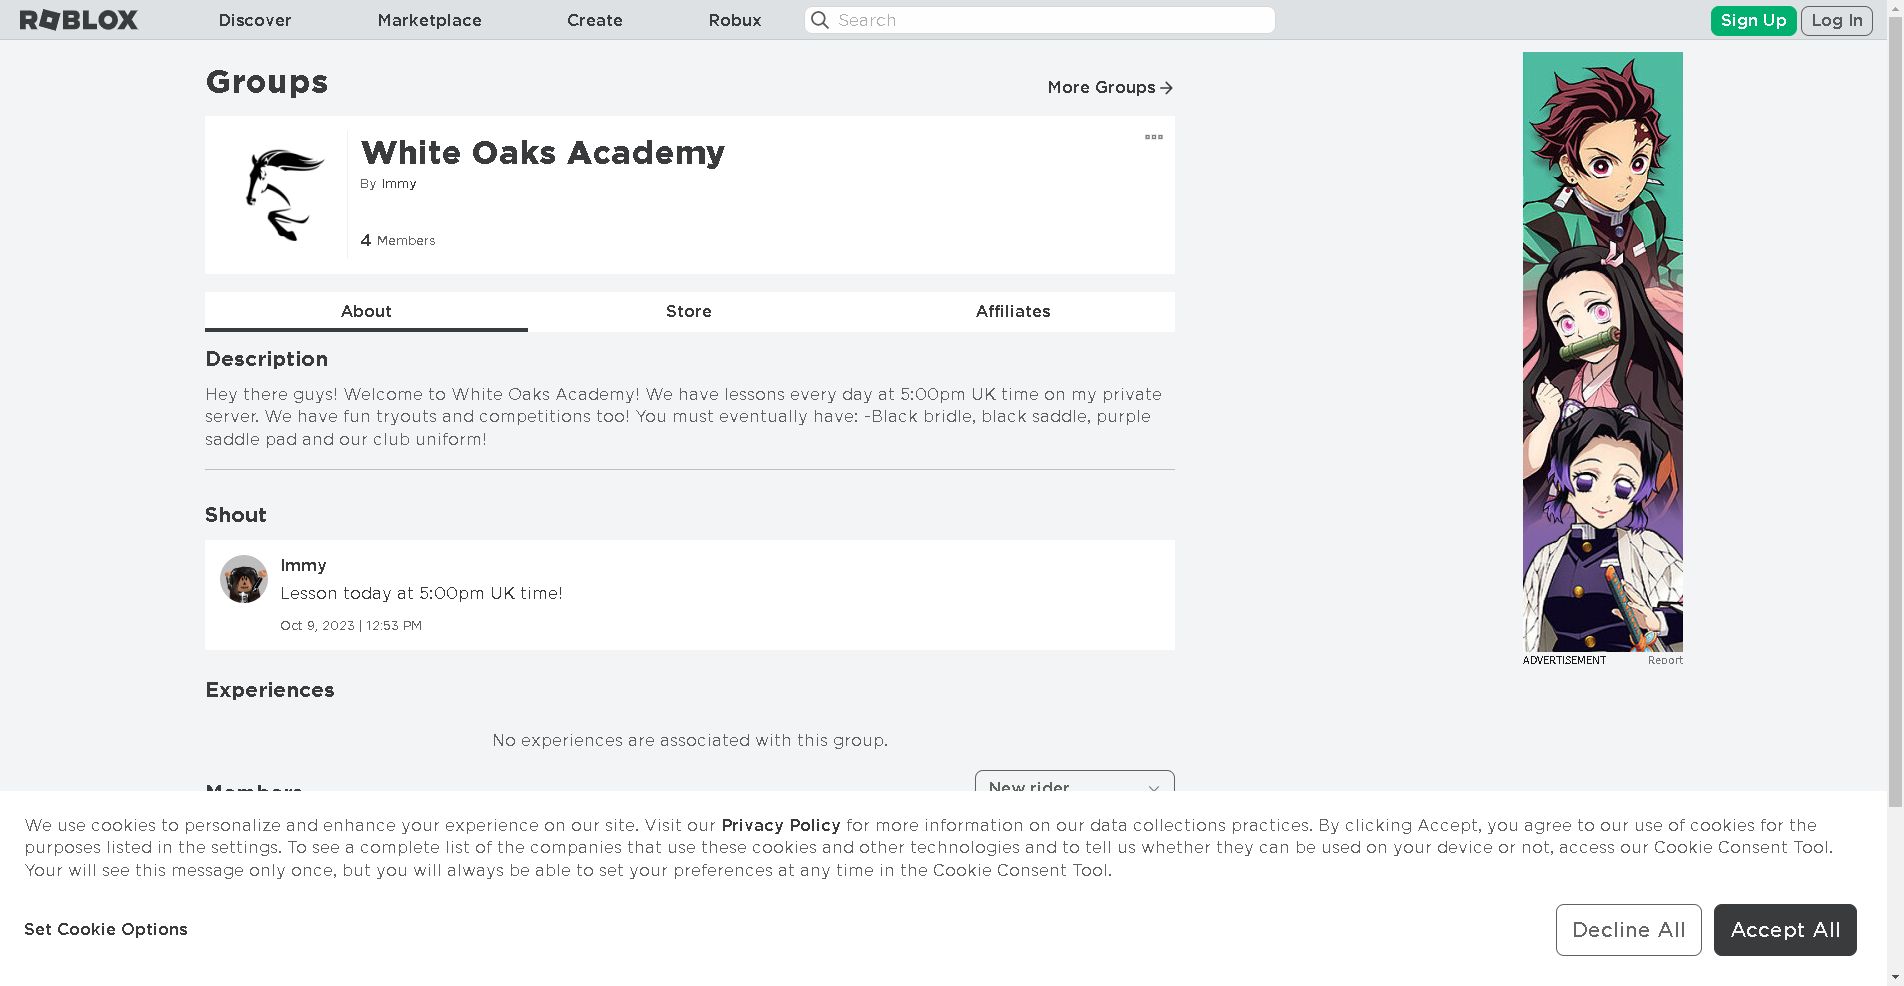 ROBLOX
Discover
Marketplace
Create
Robux
Search
Sign Up
Log In
Groups
More Groups
White Oaks Academy
By Immy
4 Members
About
Store
Affiliates
Description
Hey there guys! Welcome to White Oaks Academy! We have lessons every day at 5:00pm UK time on my private
server. We have fun tryouts and competitions too! You must eventually have: -Black bridle, black saddle, purple
saddle pad and our club uniform!
Shout
Immy
Lesson today at 5:00pm UK time!
Oct 9, 2023 | 12:53 PM
ADVERTISEMENT
Report
Experiences
No experiences are associated with this group.
Members
New rider
We use cookies to personalize and enhance your experience on our site. Visit our Privacy Policy for more information on our data collections practices. By clicking Accept, you agree to our use of cookies for the
purposes listed in the settings. To see a complete list of the companies that use these cookies and other technologies and to tell us whether they can be used on your device or not, access our Cookie Consent Tool.
Your will see this message only once, but you will always be able to set your preferences at any time in the Cookie Consent Tool.
Set Cookie Options
Decline All
Accept All